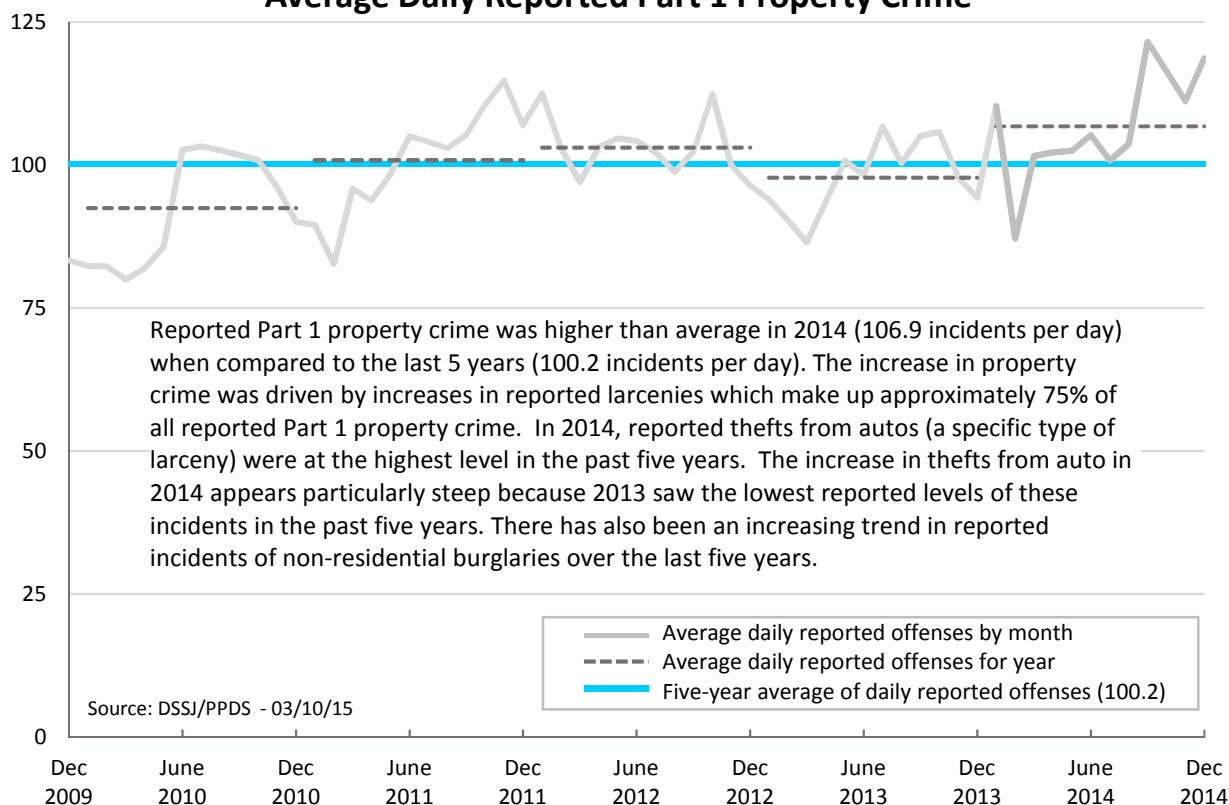 Average Daily Reported Part 1 Property Crime
125
100
75
50
25
0
Reported Part 1 property crime was higher than average in 2014 (106.9 incidents per day)
when compared to the last 5 years (100.2 incidents per day). The increase in property
crime was driven by increases in reported larcenies which make up approximately 75% of
all reported Part 1 property crime.  In 2014, reported thefts from autos (a specific type of
larceny) were at the highest level in the past five years.  The increase in thefts from auto in
2014 appears particularly steep because 2013 saw the lowest reported levels of these
incidents in the past five years. There has also been an increasing trend in reported
incidents of non-residential burglaries over the last five years.
Average daily reported offenses by month
Average daily reported offenses for year
Five-year average of daily reported offenses (100.2)
Source: DSSJ/PPDS  - 03/10/15
Dec June Dec June Dec June Dec June Dec June Dec
2009 2010 2010 2011 2011 2012 2012 2013 2013 2014 2014